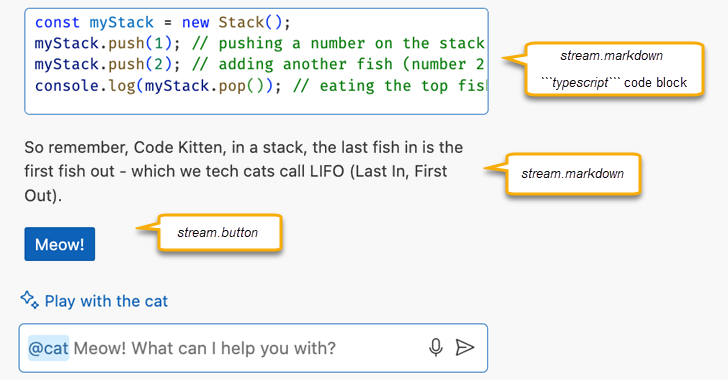 const myStack = new Stack();
myStack.push(1); // pushing a number on the stack
myStack.push(2); // adding another fish (number 2
console.log(myStack.pop()); // eating the top fis
stream.markdown
```typescript``` code block
So remember, Code Kitten, in a stack, the last fish in is the
first fish out - which we tech cats call LIFO (Last In, First
Out).
stream.markdown
Meow!
stream.button
Play with the cat
@cat Meow! What can I help you with?